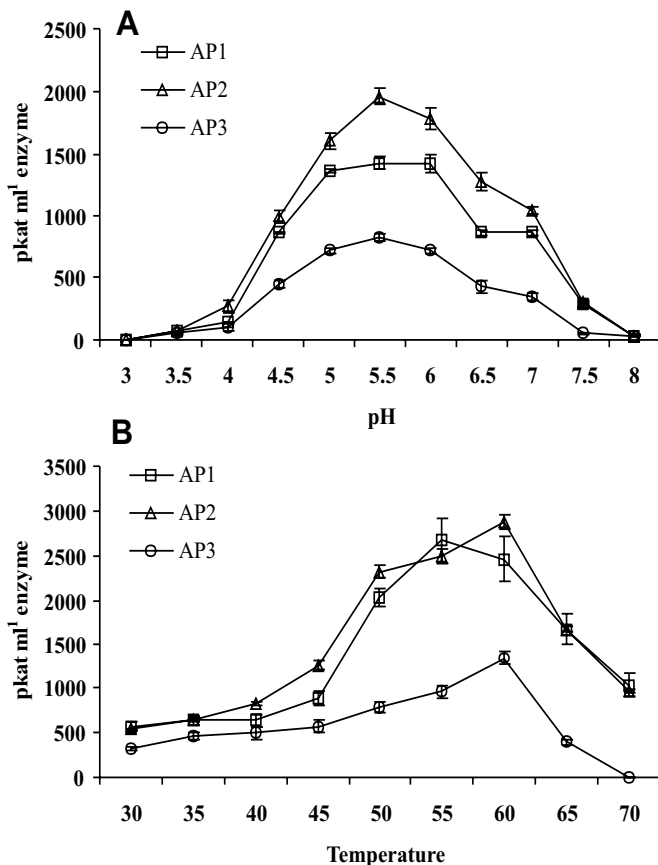 A
2500
2000
1500
1000
500
0
pkat ml¹ enzyme
AP1
AP2
AP3
3 3.5 4 4.5 5 5.5 6 6.5 7 7.5 8
pH
B
3500
3000
2500
2000
1500
1000
500
0
pkat ml¹ enzyme
AP1
AP2
AP3
30 35 40 45 50 55 60 65 70
Temperature